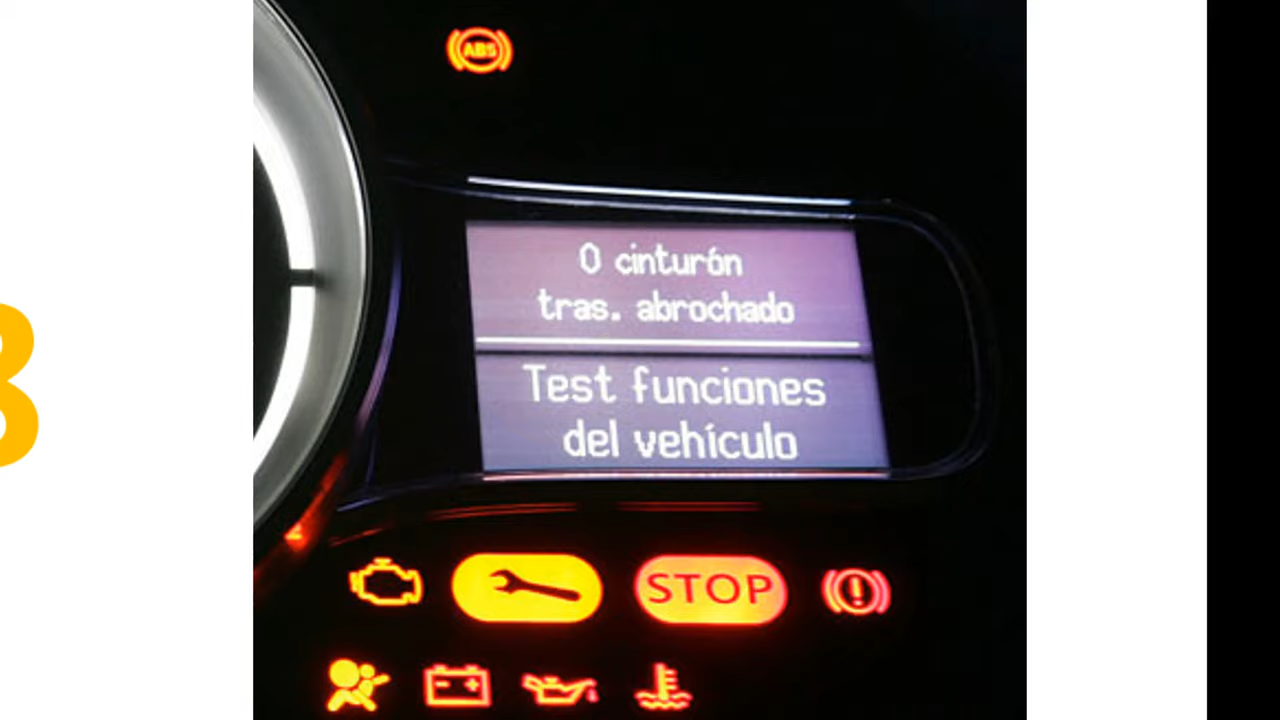 ABS
0 cinturón
tras. abrochado
Test funciones
del vehículo
STOP